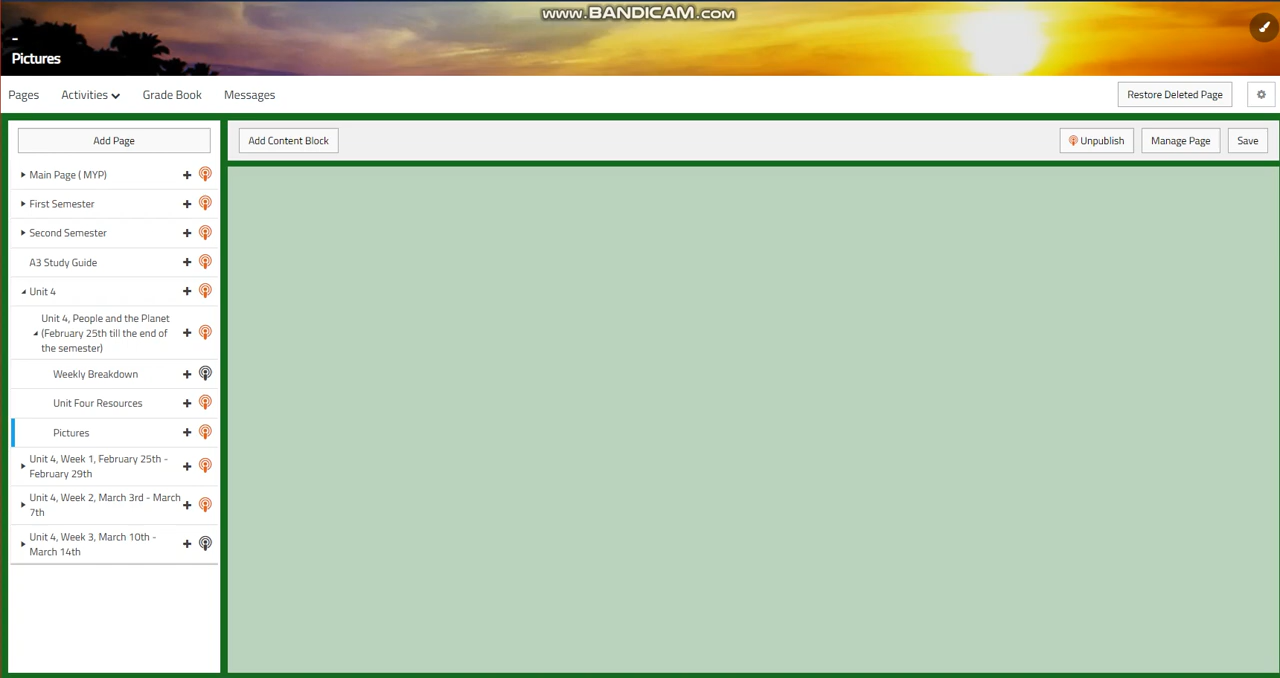 www.BANDICAM.com
-
Pictures
Pages Activities Grade Book Messages
Restore Deleted Page
Add Page
Add Content Block
Unpublish
Manage Page
Save
Main Page ( MYP)
First Semester
Second Semester
A3 Study Guide
Unit 4
Unit 4, People and the Planet
(February 25th till the end of
the semester)
Weekly Breakdown
Unit Four Resources
Pictures
Unit 4, Week 1, February 25th -
February 29th
Unit 4, Week 2, March 3rd - March
7th
Unit 4, Week 3, March 10th -
March 14th